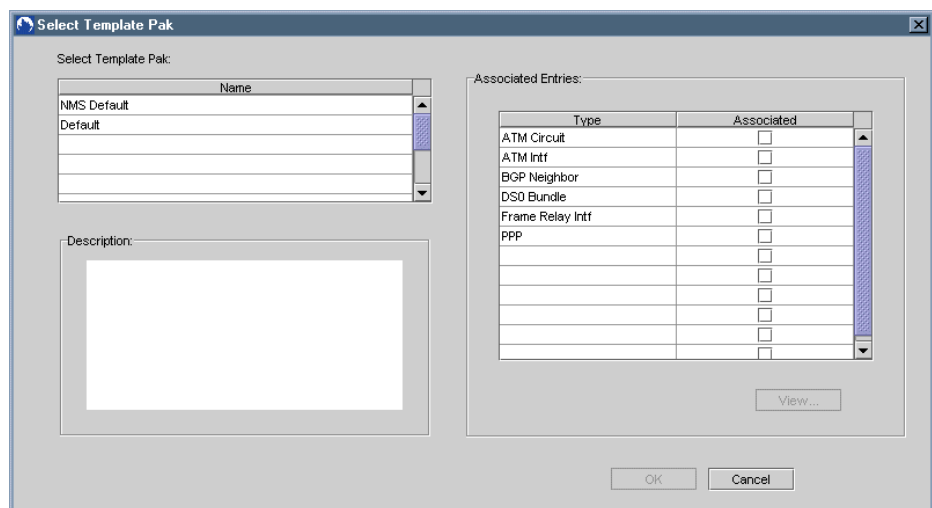 Select Template Pak
Select Template Pak:
Name
NMS Default
Default
Description:
Associated Entries:
Type Associated
ATM Circuit
ATM Intf
BGP Neighbor
DS0 Bundle
Frame Relay Intf
PPP
View...
OK Cancel